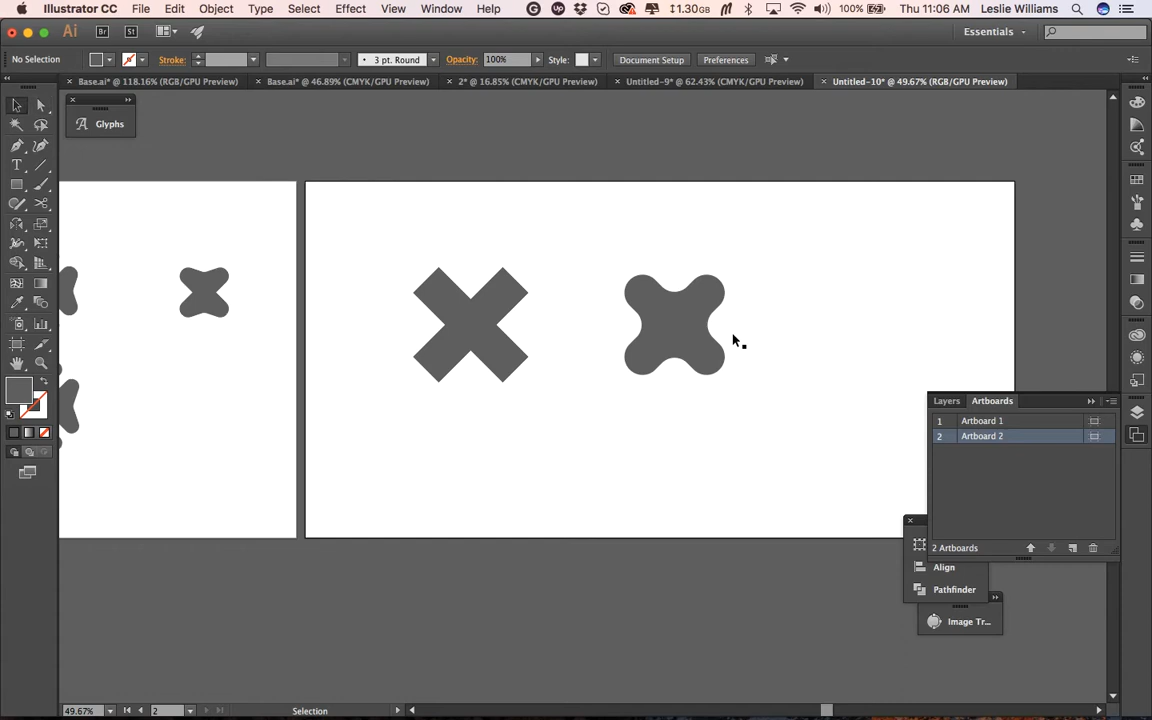 Illustrator CC File Edit Object Type Select Effect View Window Help 1.30GB 100% Thu 11:06 AM Leslie Williams
Ai Br St Essentials
No Selection Stroke: 3 pt. Round Opacity: 100% Style: Document Setup Preferences
Base.ai* @ 118.16% (RGB/GPU Preview) Base.ai* @ 46.89% (CMYK/GPU Preview) 2* @ 16.85% (CMYK/GPU Preview) Untitled-9* @ 62.43% (CMYK/GPU Preview) Untitled-10* @ 49.67% (RGB/GPU Preview)
Glyphs
Layers Artboards
1 Artboard 1
2 Artboard 2
2 Artboards
Align
Pathfinder
Image Tr...
49.67% 2 Selection